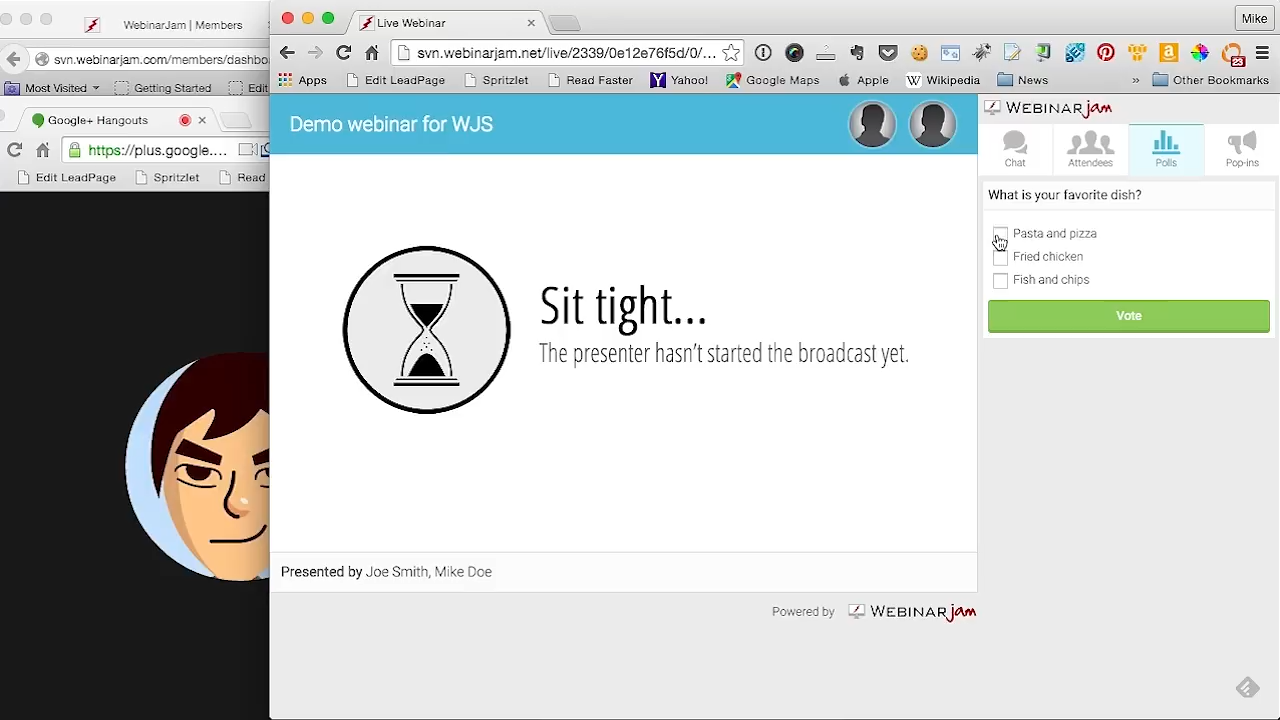 WebinarJam | Members
svn.webinarjam.com/members/dashbo
Most Visited
Getting Started
Edit
Google+ Hangouts
https://plus.google....
Edit LeadPage
Spritzlet
Read
Live Webinar
Mike
svn.webinarjam.net/live/2339/0e12e76f5d/0/...
23
Apps
Edit LeadPage
Spritzlet
Read Faster
Yahoo!
Google Maps
Apple
Wikipedia
News
»
Other Bookmarks
Demo webinar for WJS
WEBINARjam
Chat
Attendees
Polls
Pop-ins
What is your favorite dish?
Pasta and pizza
Fried chicken
Fish and chips
Vote
Sit tight...
The presenter hasn't started the broadcast yet.
Presented by Joe Smith, Mike Doe
Powered by WEBINARjam